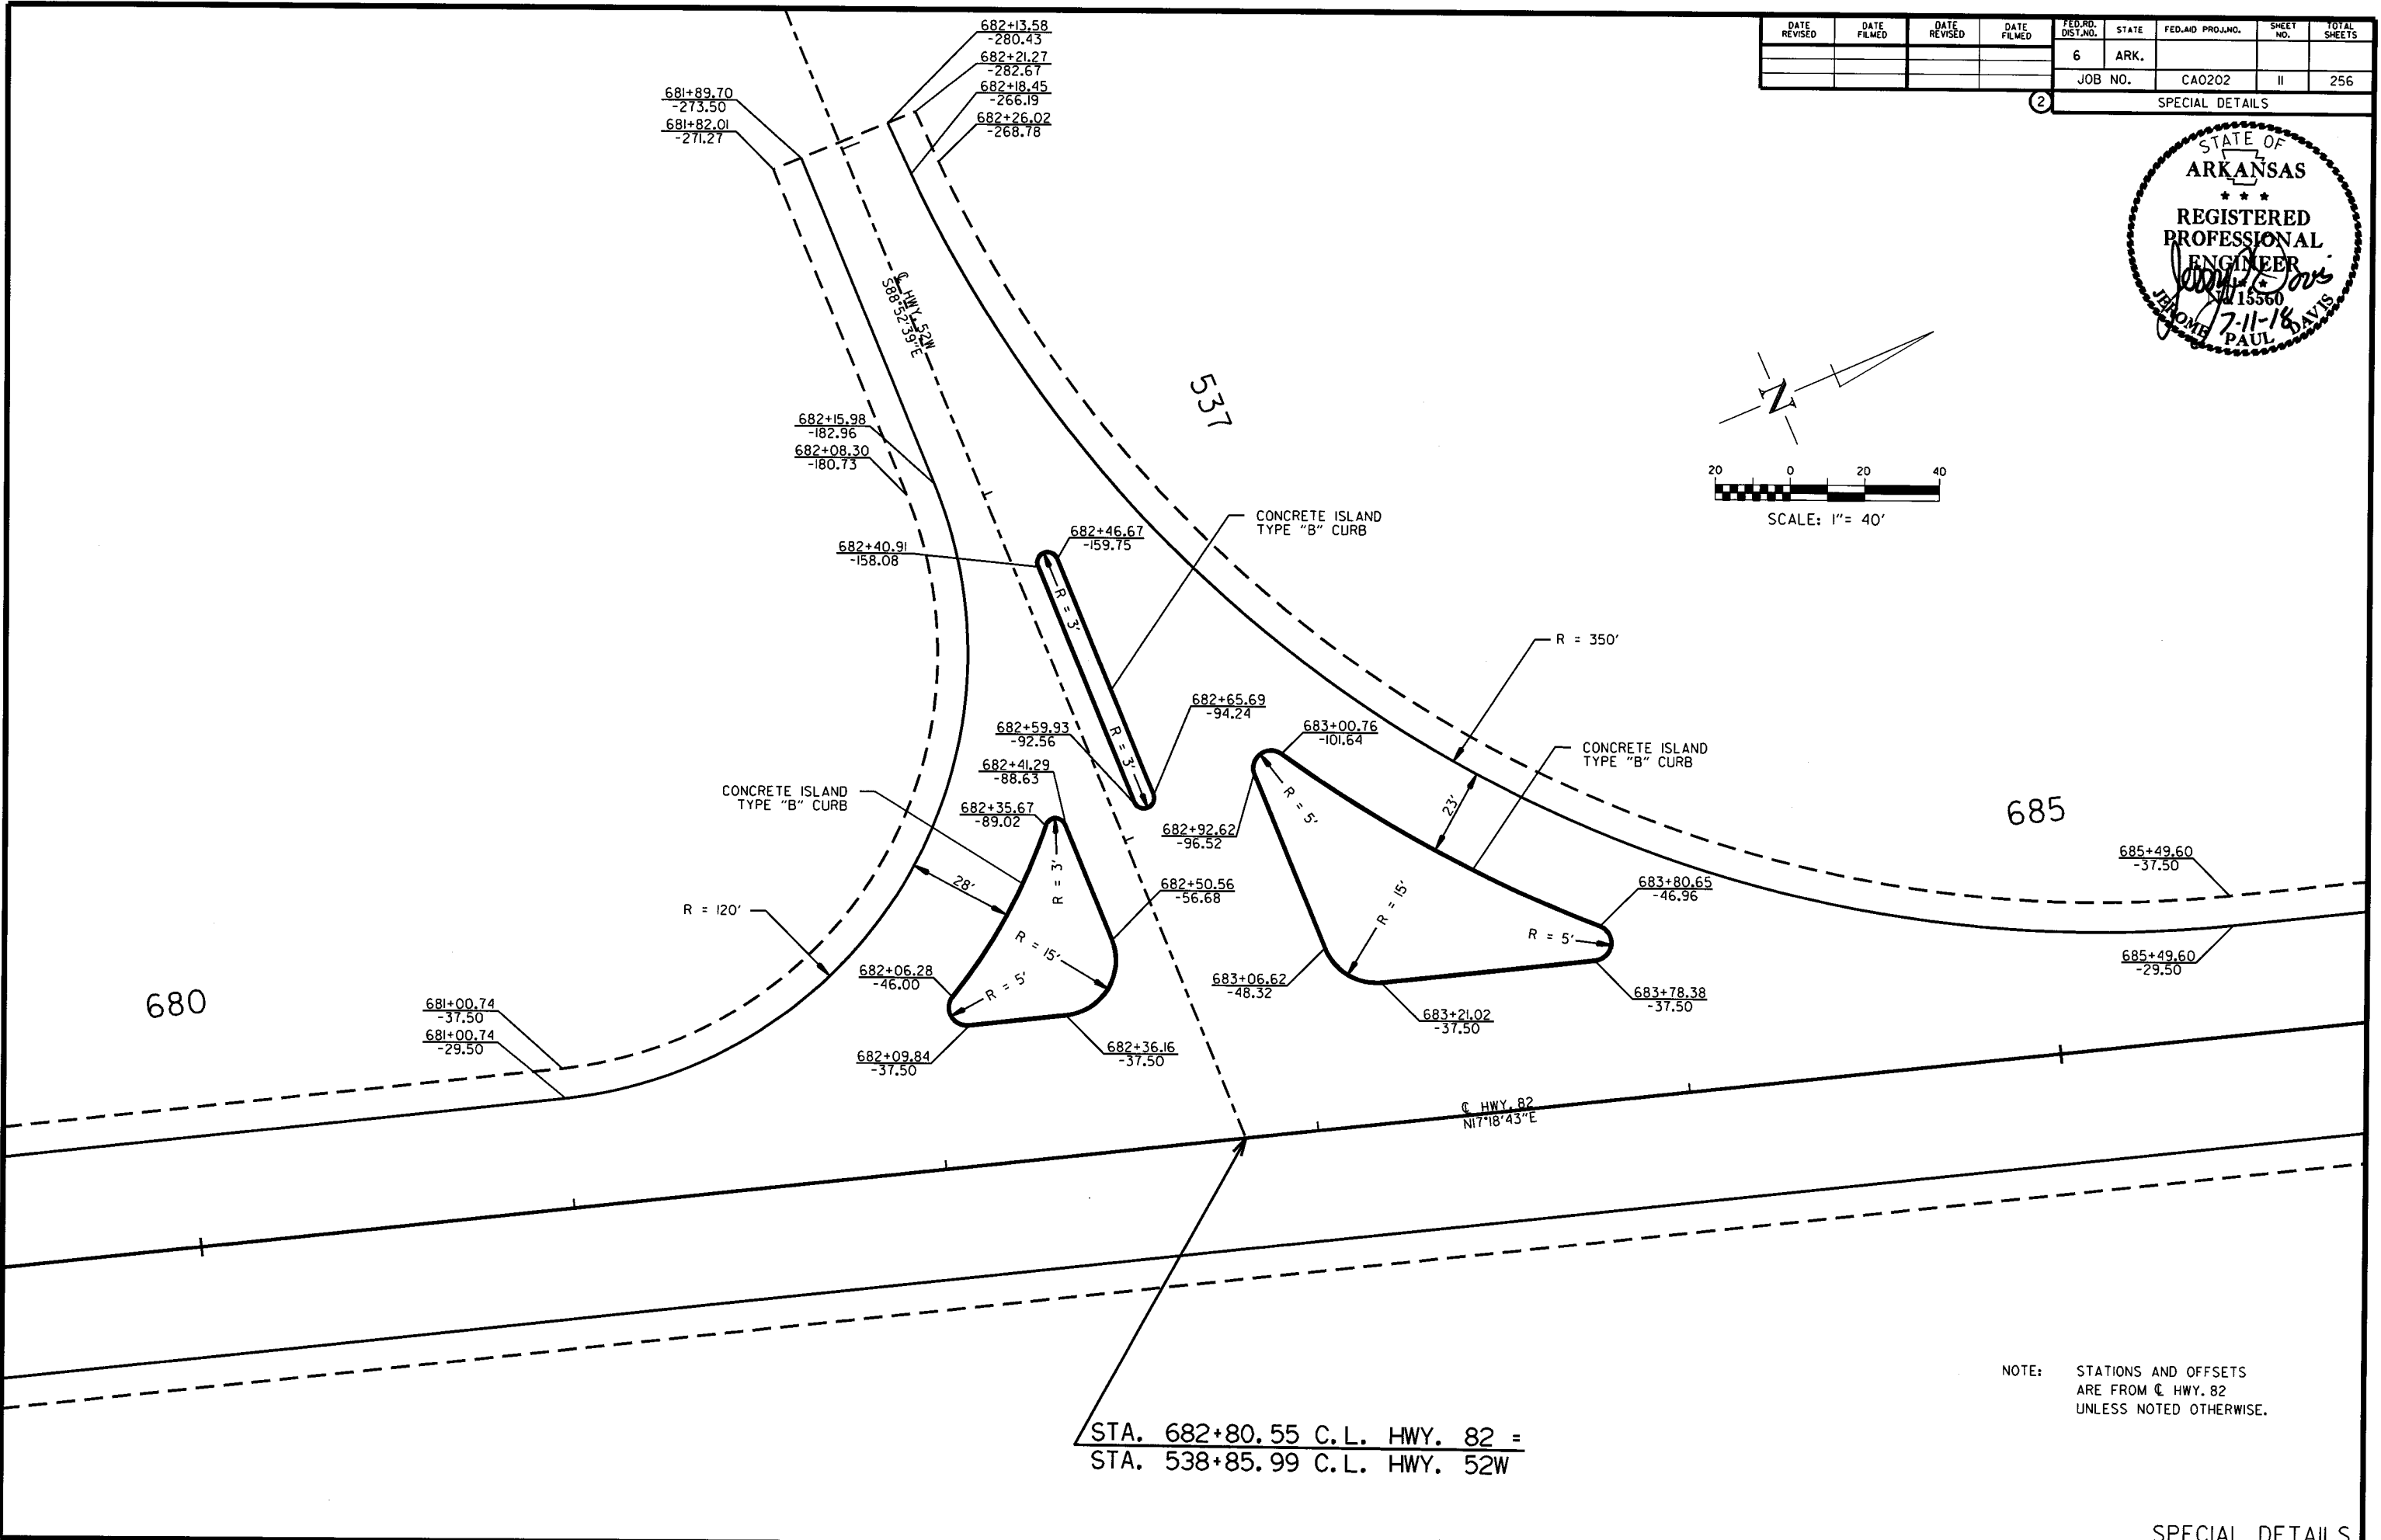 DATE REVISED
DATE FILMED
DATE REVISED
DATE FILMED
FED.RD. DIST.NO.
STATE
FED.AID PROJ.NO.
SHEET NO.
TOTAL SHEETS
6
ARK.
JOB NO.
CA0202
11
256
2
SPECIAL DETAILS
STATE OF
ARKANSAS
★ ★ ★
REGISTERED
PROFESSIONAL
ENGINEER
No. 15560
7-11-18
JEROME PAUL DAVIS
682+13.58
-280.43
682+21.27
-282.67
682+18.45
-266.19
682+26.02
-268.78
681+89.70
-273.50
681+82.01
-271.27
℄ HWY. 52W
S88°52'39"E
537
N
20 0 20 40
SCALE: 1"= 40'
682+15.98
-182.96
682+08.30
-180.73
682+40.91
-158.08
682+46.67
-159.75
CONCRETE ISLAND
TYPE "B" CURB
R = 3'
R = 3'
R = 350'
682+65.69
-94.24
682+59.93
-92.56
682+41.29
-88.63
683+00.76
-101.64
CONCRETE ISLAND
TYPE "B" CURB
23'
CONCRETE ISLAND
TYPE "B" CURB
682+35.67
-89.02
682+92.62
-96.52
R = 5'
685
28'
R = 3'
682+50.56
-56.68
R = 15'
683+80.65
-46.96
685+49.60
-37.50
R = 120'
R = 15'
R = 5'
R = 5'
682+06.28
-46.00
683+06.62
-48.32
685+49.60
-29.50
680
681+00.74
-37.50
681+00.74
-29.50
683+78.38
-37.50
683+21.02
-37.50
682+09.84
-37.50
682+36.16
-37.50
℄ HWY. 82
N17°18'43"E
NOTE: STATIONS AND OFFSETS
ARE FROM ℄ HWY. 82
UNLESS NOTED OTHERWISE.
STA. 682+80.55 C.L. HWY. 82 =
STA. 538+85.99 C.L. HWY. 52W
SPECIAL DETAILS